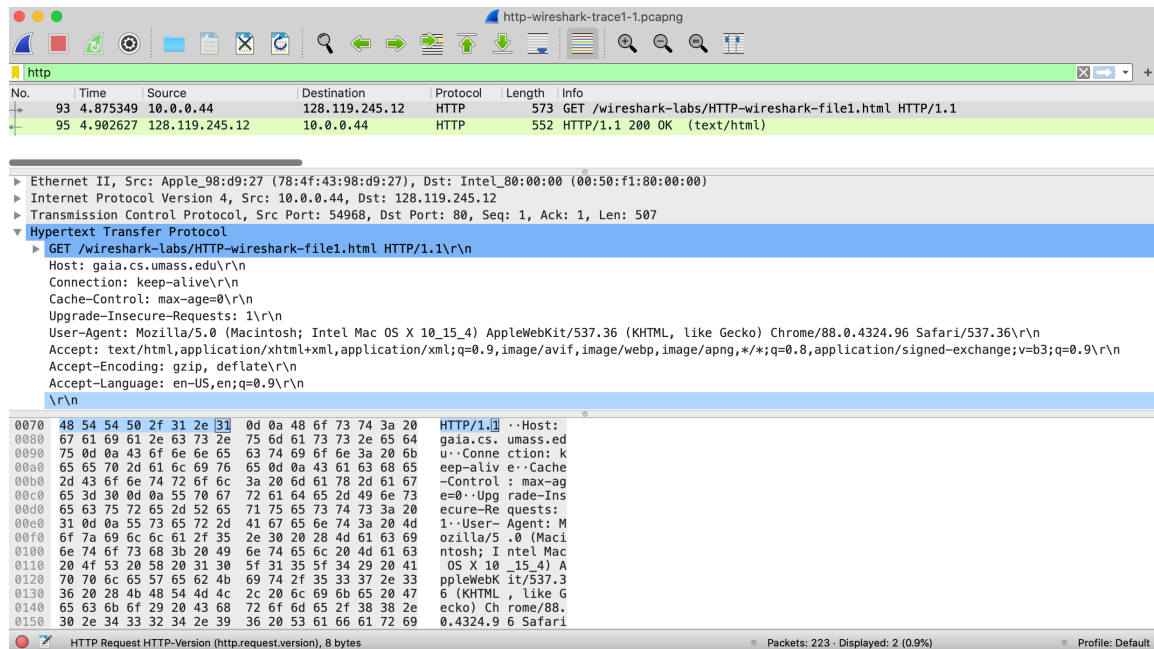 http-wireshark-trace1-1.pcapng
http
No. Time Source Destination Protocol Length Info
93 4.875349 10.0.0.44 128.119.245.12 HTTP 573 GET /wireshark-labs/HTTP-wireshark-file1.html HTTP/1.1
95 4.902627 128.119.245.12 10.0.0.44 HTTP 552 HTTP/1.1 200 OK (text/html)
Ethernet II, Src: Apple_98:d9:27 (78:4f:43:98:d9:27), Dst: Intel_80:00:00 (00:50:f1:80:00:00)
Internet Protocol Version 4, Src: 10.0.0.44, Dst: 128.119.245.12
Transmission Control Protocol, Src Port: 54968, Dst Port: 80, Seq: 1, Ack: 1, Len: 507
Hypertext Transfer Protocol
GET /wireshark-labs/HTTP-wireshark-file1.html HTTP/1.1\r\n
Host: gaia.cs.umass.edu\r\n
Connection: keep-alive\r\n
Cache-Control: max-age=0\r\n
Upgrade-Insecure-Requests: 1\r\n
User-Agent: Mozilla/5.0 (Macintosh; Intel Mac OS X 10_15_4) AppleWebKit/537.36 (KHTML, like Gecko) Chrome/88.0.4324.96 Safari/537.36\r\n
Accept: text/html,application/xhtml+xml,application/xml;q=0.9,image/avif,image/webp,image/apng,*/*;q=0.8,application/signed-exchange;v=b3;q=0.9\r\n
Accept-Encoding: gzip, deflate\r\n
Accept-Language: en-US,en;q=0.9\r\n
\r\n
0070 48 54 54 50 2f 31 2e 31 0d 0a 48 6f 73 74 3a 20 HTTP/1.1 ··Host:
0080 67 61 69 61 2e 63 73 2e 75 6d 61 73 73 2e 65 64 gaia.cs. umass.ed
0090 75 0d 0a 43 6f 6e 6e 65 63 74 69 6f 6e 3a 20 6b u··Conne ction: k
00a0 65 65 70 2d 61 6c 69 76 65 0d 0a 43 61 63 68 65 eep-aliv e··Cache
00b0 2d 43 6f 6e 74 72 6f 6c 3a 20 6d 61 78 2d 61 67 -Control : max-ag
00c0 65 3d 30 0d 0a 55 70 67 72 61 64 65 2d 49 6e 73 e=0··Upg rade-Ins
00d0 65 63 75 72 65 2d 52 65 71 75 65 73 74 73 3a 20 ecure-Re quests:
00e0 31 0d 0a 55 73 65 72 2d 41 67 65 6e 74 3a 20 4d 1··User- Agent: M
00f0 6f 7a 69 6c 6c 61 2f 35 2e 30 20 28 4d 61 63 69 ozilla/5 .0 (Maci
0100 6e 74 6f 73 68 3b 20 49 6e 74 65 6c 20 4d 61 63 ntosh; I ntel Mac
0110 20 4f 53 20 58 20 31 30 5f 31 35 5f 34 29 20 41 OS X 10 _15_4) A
0120 70 70 6c 65 57 65 62 4b 69 74 2f 35 33 37 2e 33 ppleWebK it/537.3
0130 36 20 28 4b 48 54 4d 4c 2c 20 6c 69 6b 65 20 47 6 (KHTML , like G
0140 65 63 6b 6f 29 20 43 68 72 6f 6d 65 2f 38 38 2e ecko) Ch rome/88.
0150 30 2e 34 33 32 34 2e 39 36 20 53 61 66 61 72 69 0.4324.9 6 Safari
HTTP Request HTTP-Version (http.request.version), 8 bytes Packets: 223 · Displayed: 2 (0.9%) Profile: Default